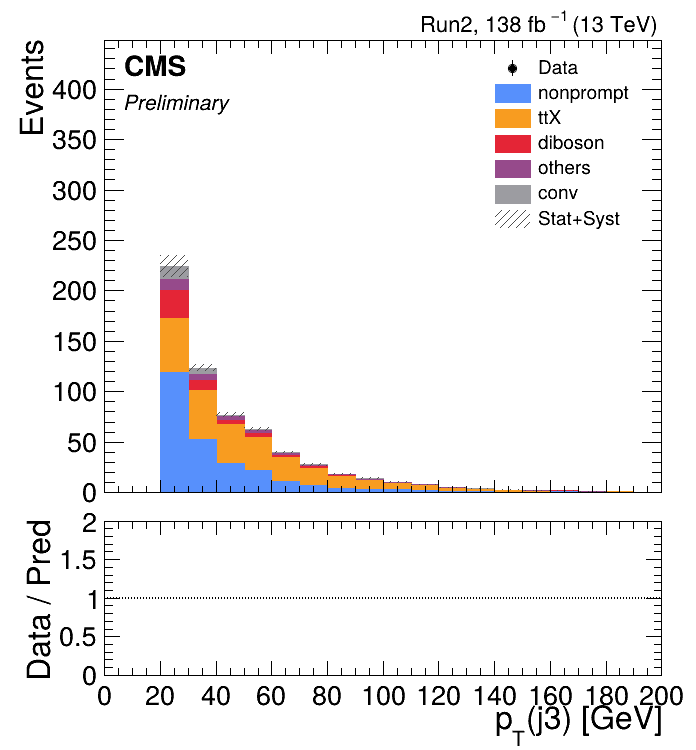 Run2, 138 fb⁻¹ (13 TeV)
CMS
Preliminary
Events
Data
nonprompt
ttX
diboson
others
conv
Stat+Syst
400
350
300
250
200
150
100
50
0
Data / Pred
2
1.5
1
0.5
0
0 20 40 60 80 100 120 140 160 180 200
p_T(j3) [GeV]